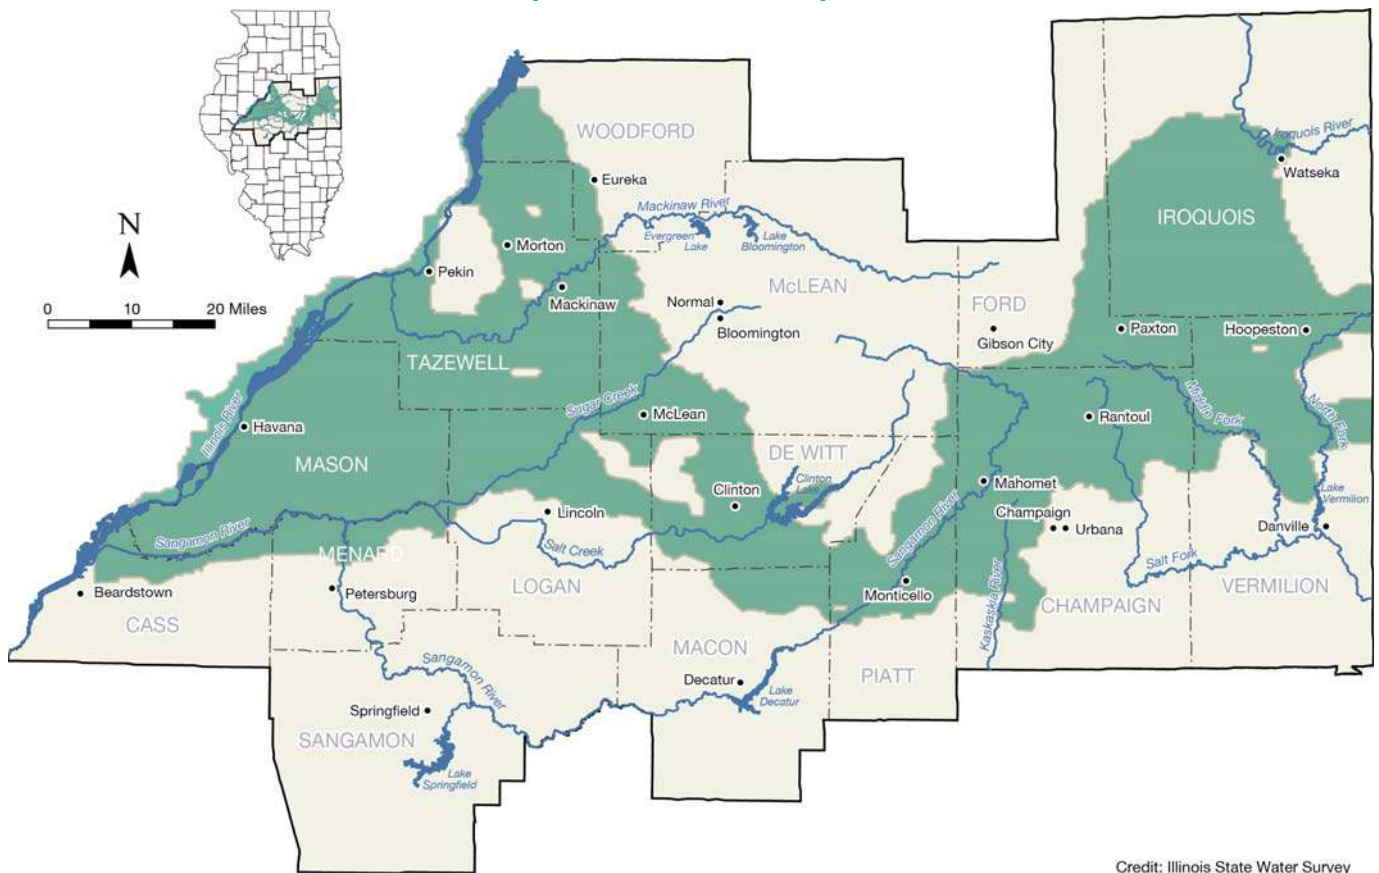 WOODFORD
Iroquois River
Watseka
Eureka
N
Mackinaw River
IROQUOIS
Evergreen
Lake
Lake
Bloomington
Morton
Pekin
McLEAN
Mackinaw
0 10 20 Miles
Normal
Bloomington
FORD
Gibson City
Paxton
Hoopeston
TAZEWELL
Illinois River
Havana
Sugar Creek
McLean
Rantoul
Middle Fork
North Fork
MASON
DE WITT
Clinton
Lake
Clinton
Mahomet
Sangamon River
Lake
Vermilion
Lincoln
Champaign
Urbana
Danville
Sangamon River
MENARD
Salt Creek
Salt Fork
Beardstown
Petersburg
LOGAN
Monticello
Kaskaskia River
CHAMPAIGN
VERMILION
CASS
MACON
Sangamon River
Decatur
Lake
Decatur
PIATT
Springfield
SANGAMON
Lake
Springfield
Credit: Illinois State Water Survey